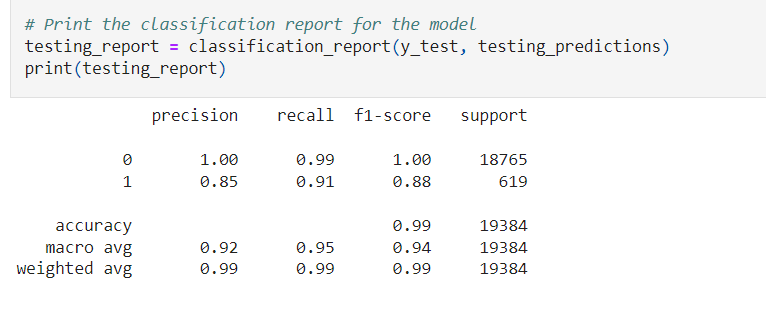 # Print the classification report for the model
testing_report = classification_report(y_test, testing_predictions)
print(testing_report)
precision recall f1-score support
0 1.00 0.99 1.00 18765
1 0.85 0.91 0.88 619
accuracy 0.99 19384
macro avg 0.92 0.95 0.94 19384
weighted avg 0.99 0.99 0.99 19384